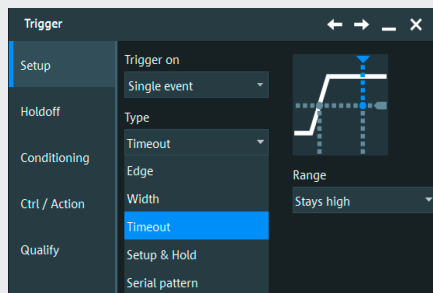 Trigger
Setup
Holdoff
Conditioning
Ctrl / Action
Qualify
Trigger on
Single event
Type
Timeout
Edge
Width
Timeout
Setup & Hold
Serial pattern
Range
Stays high